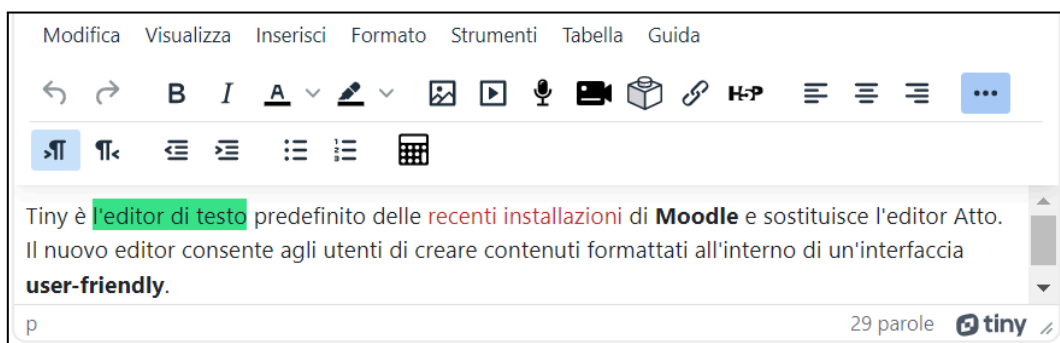 Modifica Visualizza Inserisci Formato Strumenti Tabella Guida
B I A H5P
Tiny è l'editor di testo predefinito delle recenti installazioni di Moodle e sostituisce l'editor Atto.
Il nuovo editor consente agli utenti di creare contenuti formattati all'interno di un'interfaccia
user-friendly.
p 29 parole tiny